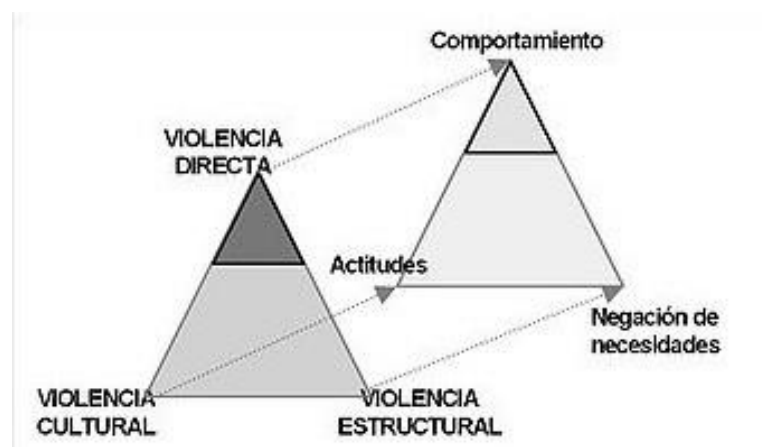 Comportamiento
VIOLENCIA
DIRECTA
Actitudes
Negación de
necesidades
VIOLENCIA
CULTURAL
VIOLENCIA
ESTRUCTURAL